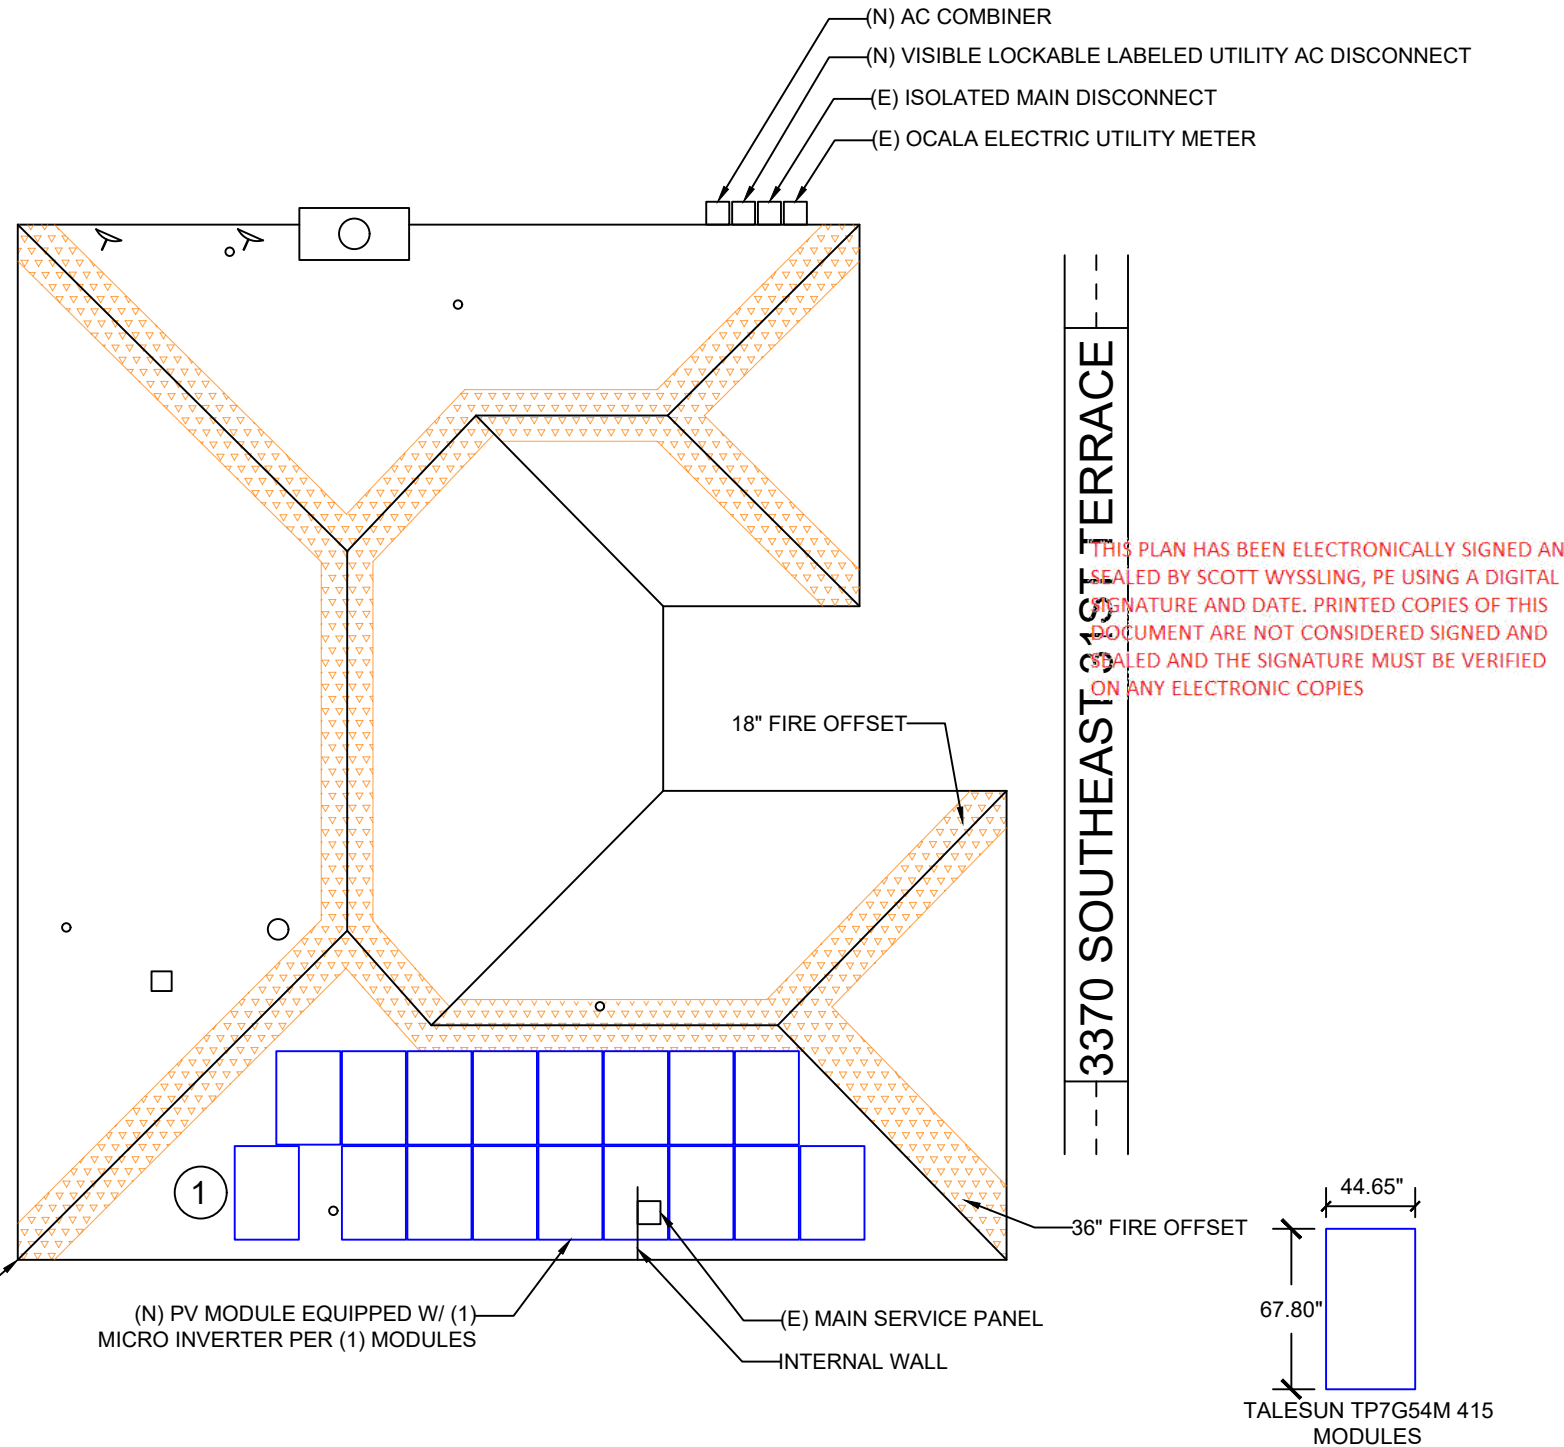 (N) AC COMBINER
(N) VISIBLE LOCKABLE LABELED UTILITY AC DISCONNECT
(E) ISOLATED MAIN DISCONNECT
(E) OCALA ELECTRIC UTILITY METER
3370 SOUTHEAST 31ST TERRACE
THIS PLAN HAS BEEN ELECTRONICALLY SIGNED AN
SEALED BY SCOTT WYSSLING, PE USING A DIGITAL
SIGNATURE AND DATE. PRINTED COPIES OF THIS
DOCUMENT ARE NOT CONSIDERED SIGNED AND
SEALED AND THE SIGNATURE MUST BE VERIFIED
ON ANY ELECTRONIC COPIES
18" FIRE OFFSET
1
36" FIRE OFFSET
44.65"
67.80"
(N) PV MODULE EQUIPPED W/ (1)
MICRO INVERTER PER (1) MODULES
(E) MAIN SERVICE PANEL
INTERNAL WALL
TALESUN TP7G54M 415
MODULES